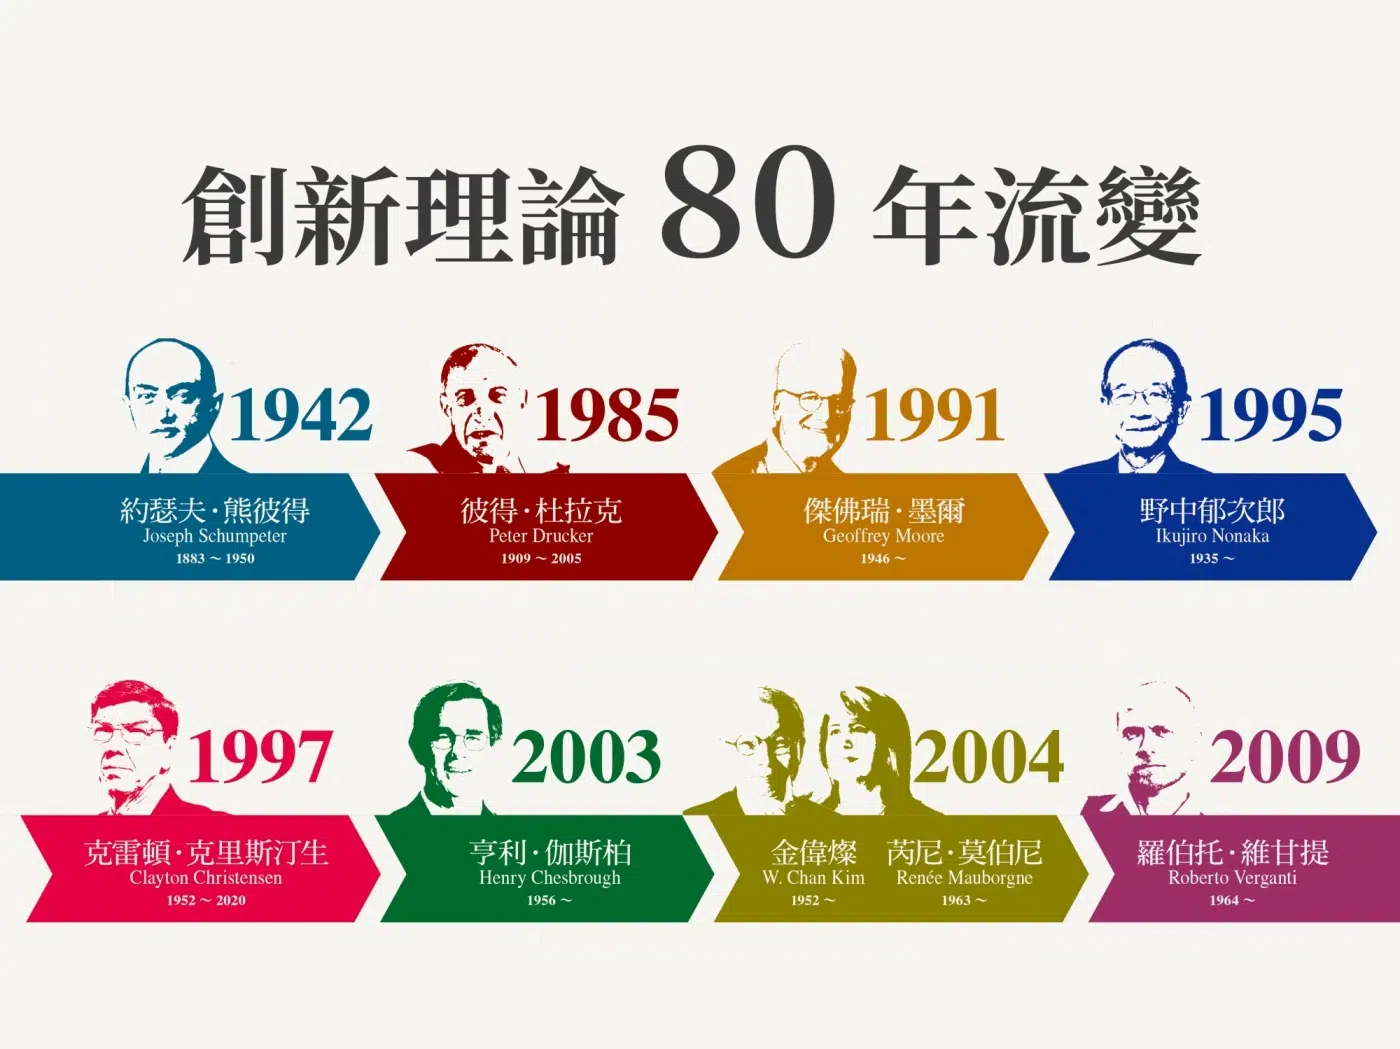 創新理論 80 年流變
1942
約瑟夫·熊彼得
Joseph Schumpeter
1883 ～ 1950
1985
彼得·杜拉克
Peter Drucker
1909 ～ 2005
1991
傑佛瑞·墨爾
Geoffrey Moore
1946 ～
1995
野中郁次郎
Ikujiro Nonaka
1935 ～
1997
克雷頓·克里斯汀生
Clayton Christensen
1952 ～ 2020
2003
亨利·伽斯柏
Henry Chesbrough
1956 ～
2004
金偉燦
W. Chan Kim
1952 ～
芮尼·莫伯尼
Renée Mauborgne
1963 ～
2009
羅伯托·維甘提
Roberto Verganti
1964 ～